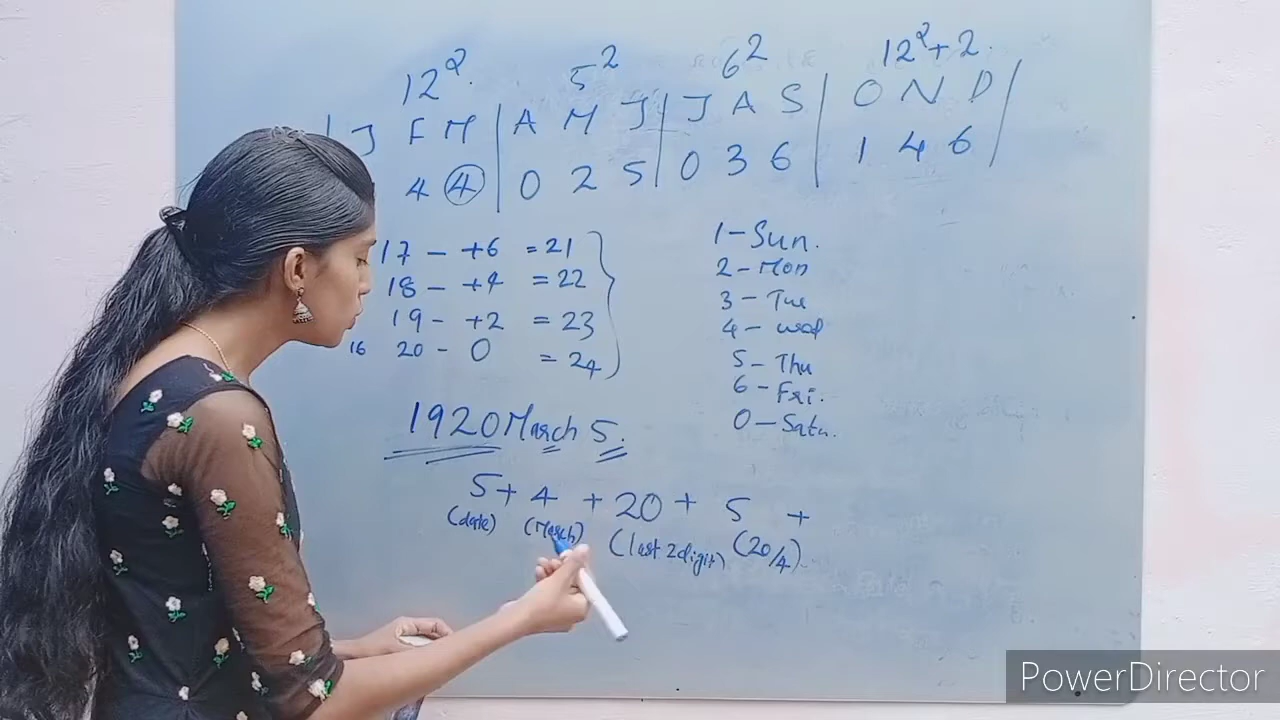 12² 5² 6² 12²+2.
J F M | A M J | J A S | O N D |
4 4 | 0 2 5 | 0 3 6 | 1 4 6 |
17 - +6 = 21
18 - +4 = 22
19 - +2 = 23
16 20 - 0 = 24
1 - Sun.
2 - Mon
3 - Tue
4 - wed
5 - Thu
6 - Fri.
0 - Satu.
1920 March 5.
5 + 4 + 20 + 5 +
(date) (March) (last 2 digit) (20/4)
PowerDirector